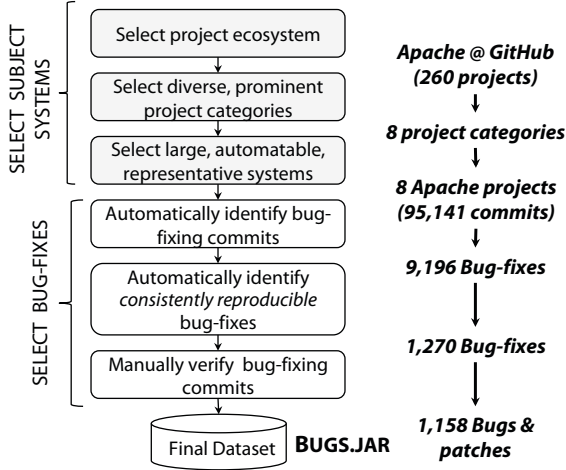 SELECT SUBJECT
SYSTEMS
Select project ecosystem
Select diverse, prominent
project categories
Select large, automatable,
representative systems
SELECT BUG-FIXES
Automatically identify bug-
fixing commits
Automatically identify
consistently reproducible
bug-fixes
Manually verify bug-fixing
commits
Final Dataset
BUGS.JAR
Apache @ GitHub
(260 projects)
8 project categories
8 Apache projects
(95,141 commits)
9,196 Bug-fixes
1,270 Bug-fixes
1,158 Bugs &
patches